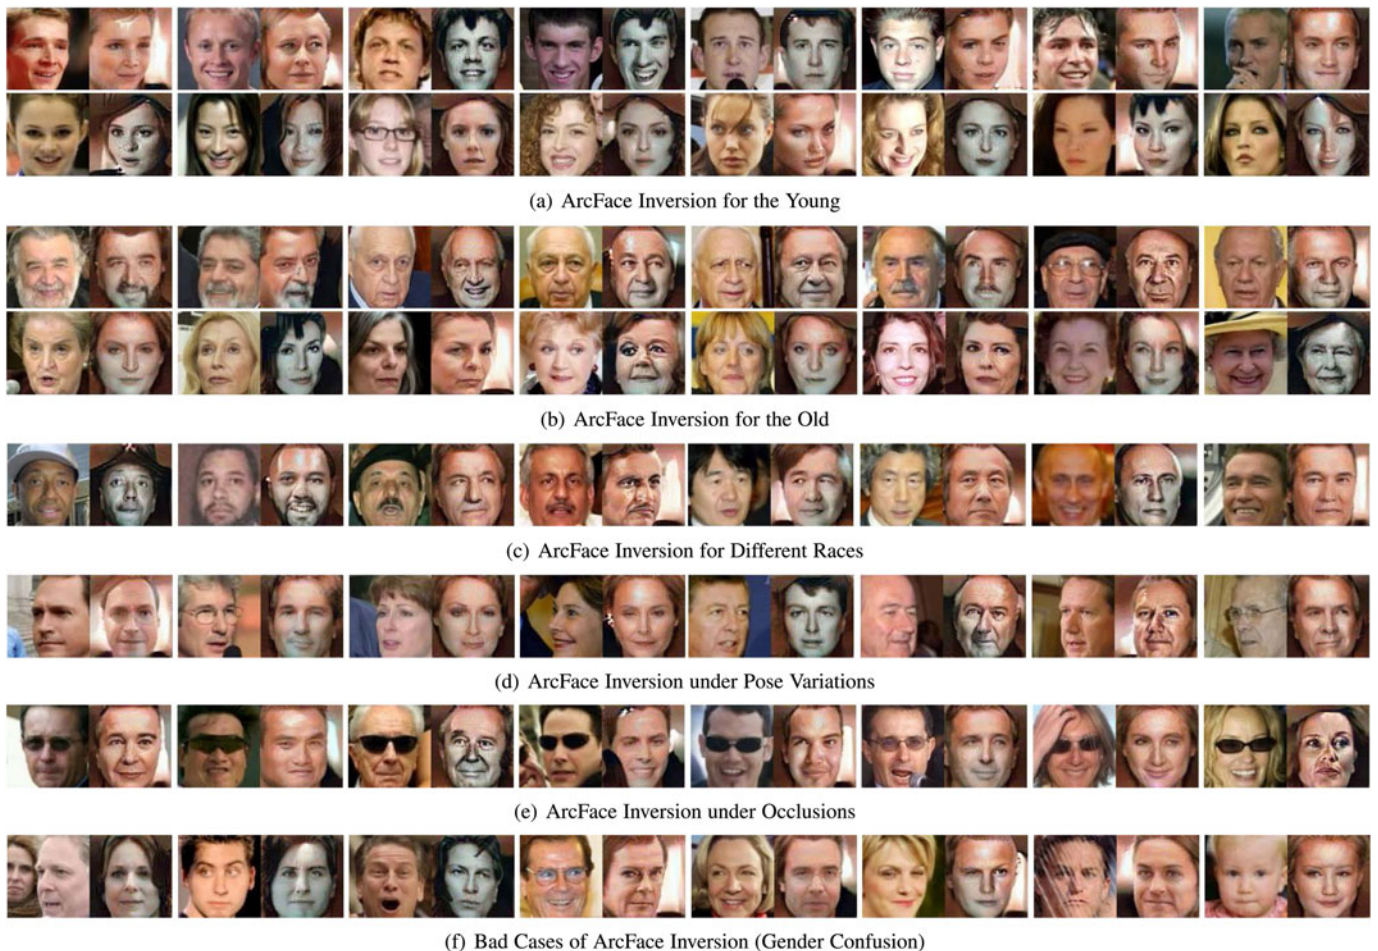 (a) ArcFace Inversion for the Young
(b) ArcFace Inversion for the Old
(c) ArcFace Inversion for Different Races
(d) ArcFace Inversion under Pose Variations
(e) ArcFace Inversion under Occlusions
(f) Bad Cases of ArcFace Inversion (Gender Confusion)